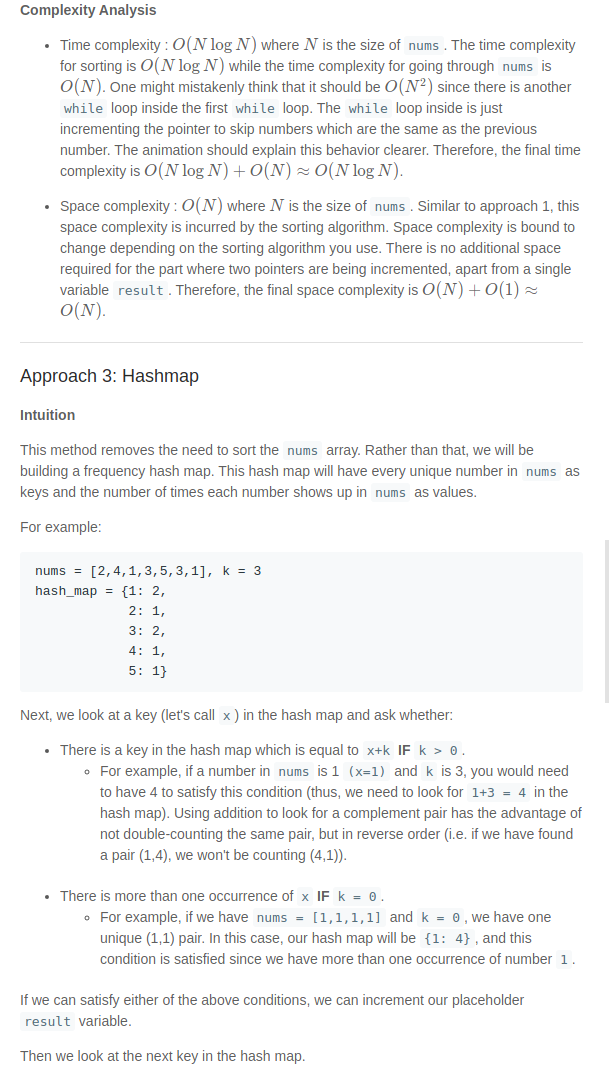 Complexity Analysis
• Time complexity : O(N log N) where N is the size of nums . The time complexity
for sorting is O(N log N) while the time complexity for going through nums is
O(N). One might mistakenly think that it should be O(N²) since there is another
while loop inside the first while loop. The while loop inside is just
incrementing the pointer to skip numbers which are the same as the previous
number. The animation should explain this behavior clearer. Therefore, the final time
complexity is O(N log N) + O(N) ≈ O(N log N).
• Space complexity : O(N) where N is the size of nums . Similar to approach 1, this
space complexity is incurred by the sorting algorithm. Space complexity is bound to
change depending on the sorting algorithm you use. There is no additional space
required for the part where two pointers are being incremented, apart from a single
variable result . Therefore, the final space complexity is O(N) + O(1) ≈
O(N).
Approach 3: Hashmap
Intuition
This method removes the need to sort the nums array. Rather than that, we will be
building a frequency hash map. This hash map will have every unique number in nums as
keys and the number of times each number shows up in nums as values.
For example:
nums = [2,4,1,3,5,3,1], k = 3
hash_map = {1: 2,
2: 1,
3: 2,
4: 1,
5: 1}
Next, we look at a key (let's call x ) in the hash map and ask whether:
• There is a key in the hash map which is equal to x+k IF k > 0 .
◦ For example, if a number in nums is 1 (x=1) and k is 3, you would need
to have 4 to satisfy this condition (thus, we need to look for 1+3 = 4 in the
hash map). Using addition to look for a complement pair has the advantage of
not double-counting the same pair, but in reverse order (i.e. if we have found
a pair (1,4), we won't be counting (4,1)).
• There is more than one occurrence of x IF k = 0 .
◦ For example, if we have nums = [1,1,1,1] and k = 0 , we have one
unique (1,1) pair. In this case, our hash map will be {1: 4} , and this
condition is satisfied since we have more than one occurrence of number 1 .
If we can satisfy either of the above conditions, we can increment our placeholder
result variable.
Then we look at the next key in the hash map.